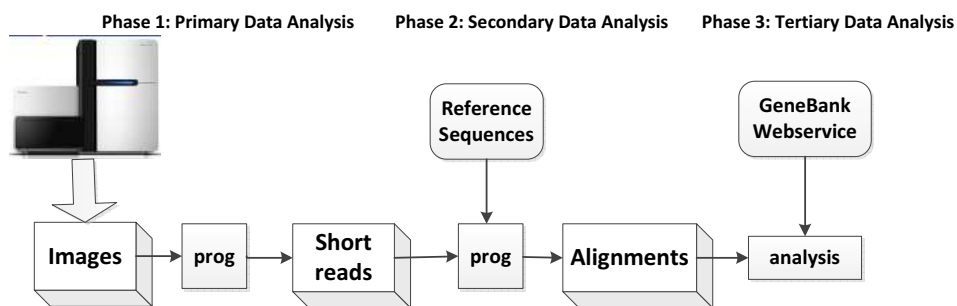 Phase 1: Primary Data Analysis
Phase 2: Secondary Data Analysis
Phase 3: Tertiary Data Analysis
Reference
Sequences
GeneBank
Webservice
Images
prog
Short
reads
prog
Alignments
analysis